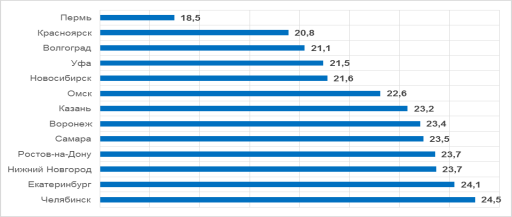 Пермь 18,5
Красноярск 20,8
Волгоград 21,1
Уфа 21,5
Новосибирск 21,6
Омск 22,6
Казань 23,2
Воронеж 23,4
Самара 23,5
Ростов-на-Дону 23,7
Нижний Новгород 23,7
Екатеринбург 24,1
Челябинск 24,5